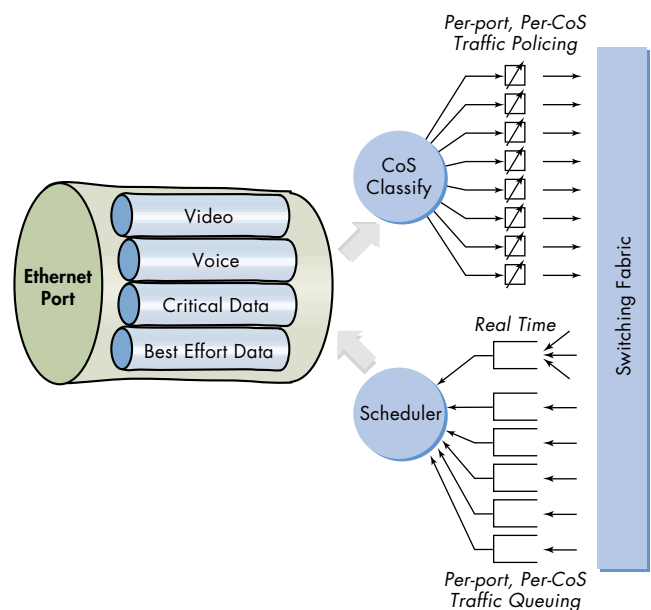 Per-port, Per-CoS
Traffic Policing
CoS
Classify
Video
Voice
Critical Data
Best Effort Data
Ethernet
Port
Switching Fabric
Real Time
Scheduler
Per-port, Per-CoS
Traffic Queuing